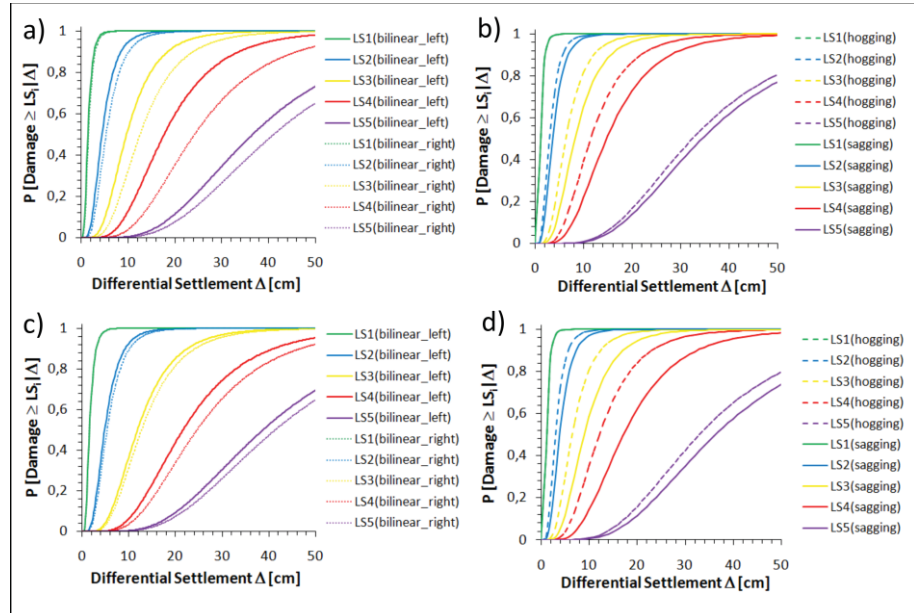 a)
P [Damage ≥ LSi|Δ]
1
0,8
0,6
0,4
0,2
0
0 10 20 30 40 50
Differential Settlement Δ [cm]
LS1(bilinear_left)
LS2(bilinear_left)
LS3(bilinear_left)
LS4(bilinear_left)
LS5(bilinear_left)
LS1(bilinear_right)
LS2(bilinear_right)
LS3(bilinear_right)
LS4(bilinear_right)
LS5(bilinear_right)
b)
P [Damage ≥ LSi|Δ]
1
0,8
0,6
0,4
0,2
0
0 10 20 30 40 50
Differential Settlement Δ [cm]
LS1(hogging)
LS2(hogging)
LS3(hogging)
LS4(hogging)
LS5(hogging)
LS1(sagging)
LS2(sagging)
LS3(sagging)
LS4(sagging)
LS5(sagging)
c)
P [Damage ≥ LSi|Δ]
1
0,8
0,6
0,4
0,2
0
0 10 20 30 40 50
Differential Settlement Δ [cm]
LS1(bilinear_left)
LS2(bilinear_left)
LS3(bilinear_left)
LS4(bilinear_left)
LS5(bilinear_left)
LS1(bilinear_right)
LS2(bilinear_right)
LS3(bilinear_right)
LS4(bilinear_right)
LS5(bilinear_right)
d)
P [Damage ≥ LSi|Δ]
1
0,8
0,6
0,4
0,2
0
0 10 20 30 40 50
Differential Settlement Δ [cm]
LS1(hogging)
LS2(hogging)
LS3(hogging)
LS4(hogging)
LS5(hogging)
LS1(sagging)
LS2(sagging)
LS3(sagging)
LS4(sagging)
LS5(sagging)